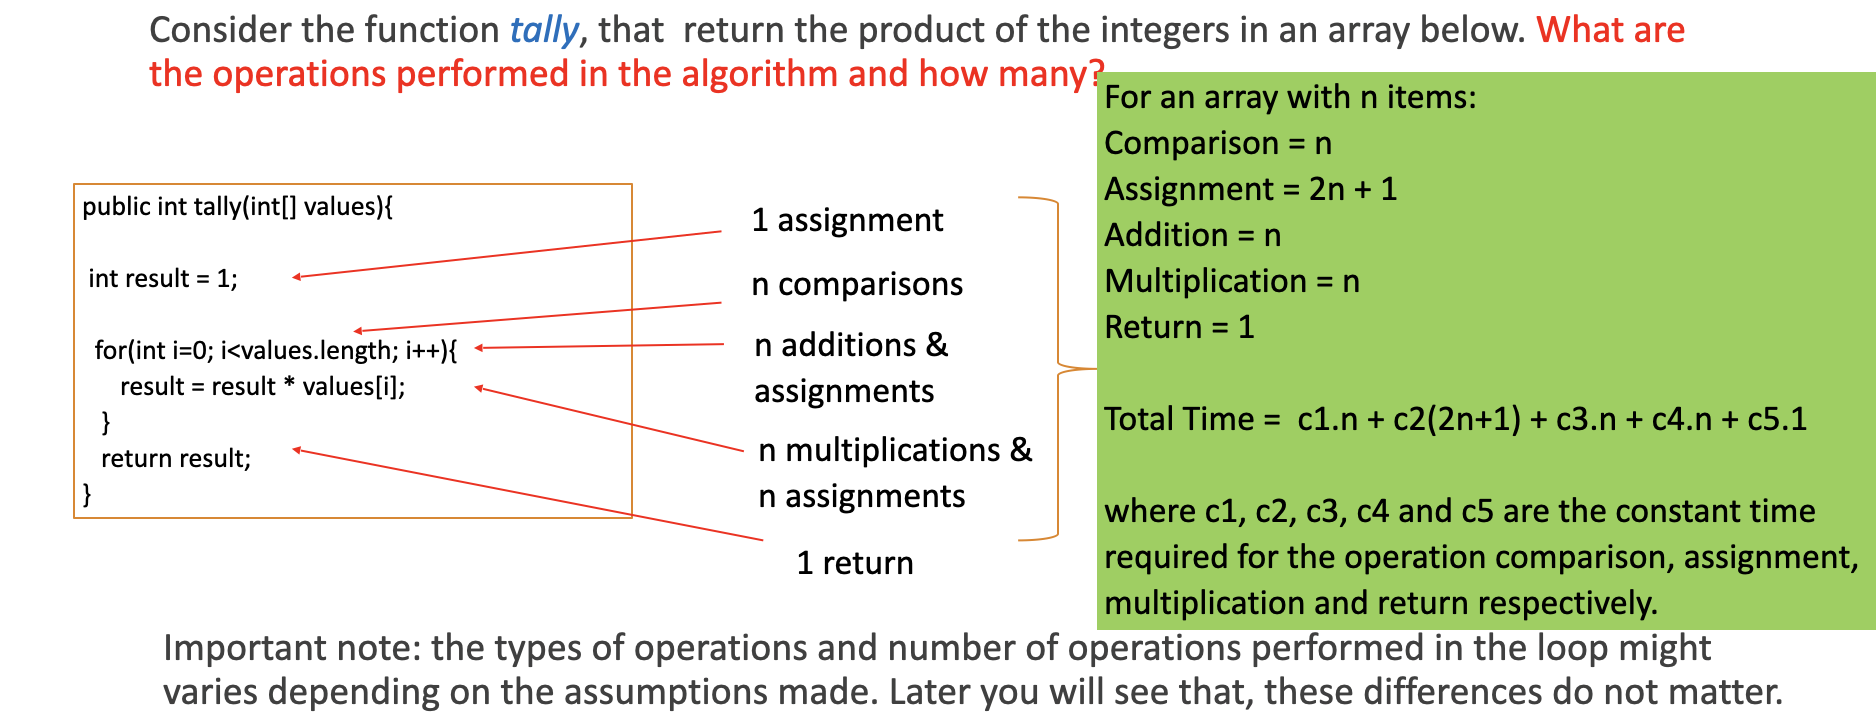 Consider the function tally, that  return the product of the integers in an array below. What are
the operations performed in the algorithm and how many?
public int tally(int[] values){
int result = 1;
for(int i=0; i<values.length; i++){
result = result * values[i];
}
return result;
}
1 assignment
n comparisons
n additions &
assignments
n multiplications &
n assignments
1 return
For an array with n items:
Comparison = n
Assignment = 2n + 1
Addition = n
Multiplication = n
Return = 1
Total Time =  c1.n + c2(2n+1) + c3.n + c4.n + c5.1
where c1, c2, c3, c4 and c5 are the constant time
required for the operation comparison, assignment,
multiplication and return respectively.
Important note: the types of operations and number of operations performed in the loop might
varies depending on the assumptions made. Later you will see that, these differences do not matter.